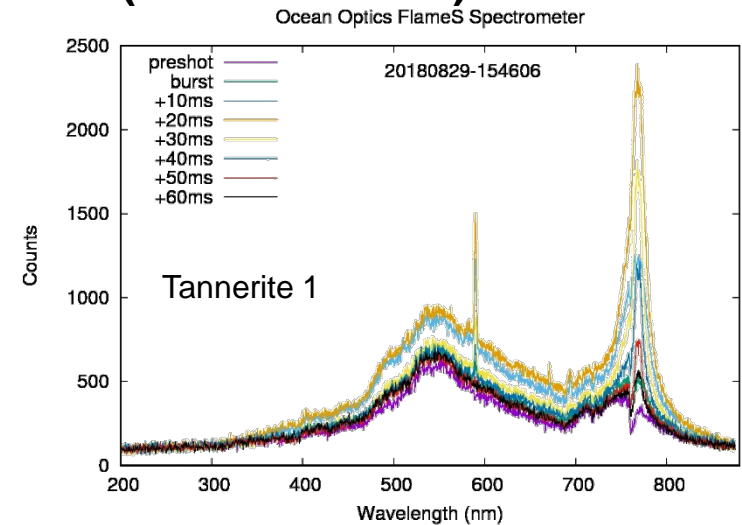 Ocean Optics FlameS Spectrometer
2500
2000
1500
1000
500
0
Counts
preshot
burst
+10ms
+20ms
+30ms
+40ms
+50ms
+60ms
20180829-154606
Tannerite 1
200 300 400 500 600 700 800
Wavelength (nm)